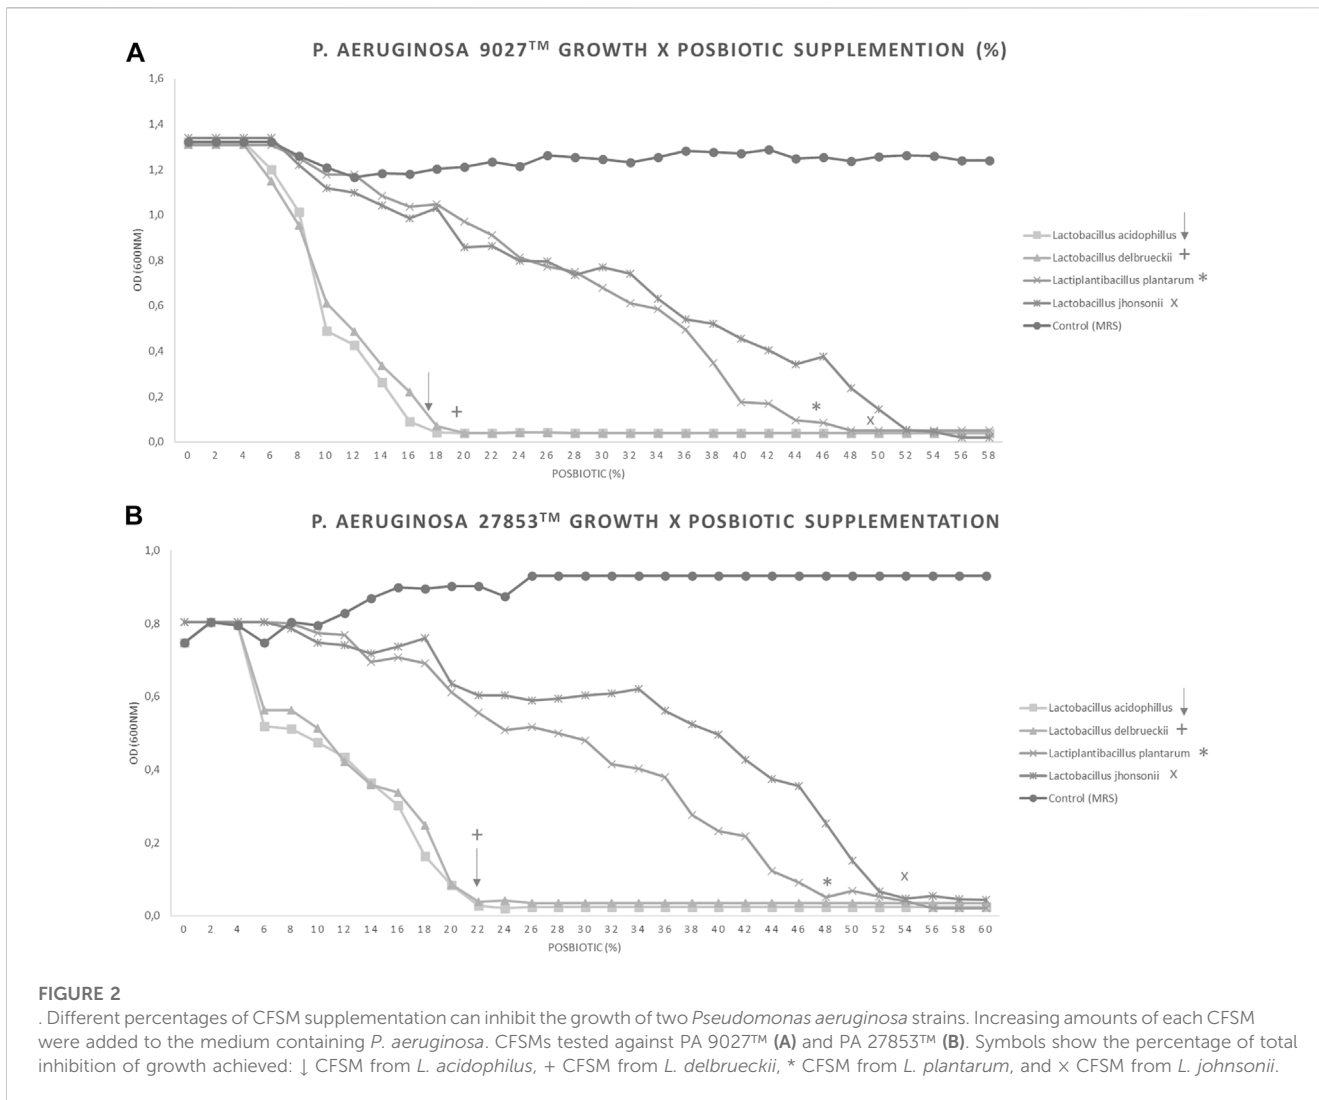 A
P. AERUGINOSA 9027™ GROWTH X POSBIOTIC SUPPLEMENTION (%)
1,6
1,4
1,2
1,0
0,8
0,6
0,4
0,2
0,0
OD (600NM)
0 2 4 6 8 10 12 14 16 18 20 22 24 26 28 30 32 34 36 38 40 42 44 46 48 50 52 54 56 58
POSBIOTIC (%)
+
*
x
Lactobacillus acidophillus ↓
Lactobacillus delbrueckii +
Lactiplantibacillus plantarum *
Lactobacillus jhonsonii x
Control (MRS)
B
P. AERUGINOSA 27853™ GROWTH X POSBIOTIC SUPPLEMENTATION
1,0
0,8
0,6
0,4
0,2
0,0
OD (600NM)
0 2 4 6 8 10 12 14 16 18 20 22 24 26 28 30 32 34 36 38 40 42 44 46 48 50 52 54 56 58 60
POSBIOTIC (%)
+
*
x
Lactobacillus acidophillus ↓
Lactobacillus delbrueckii +
Lactiplantibacillus plantarum *
Lactobacillus jhonsonii x
Control (MRS)
FIGURE 2
. Different percentages of CFSM supplementation can inhibit the growth of two Pseudomonas aeruginosa strains. Increasing amounts of each CFSM
were added to the medium containing P. aeruginosa. CFSMs tested against PA 9027™ (A) and PA 27853™ (B). Symbols show the percentage of total
inhibition of growth achieved: ↓ CFSM from L. acidophilus, + CFSM from L. delbrueckii, * CFSM from L. plantarum, and × CFSM from L. johnsonii.